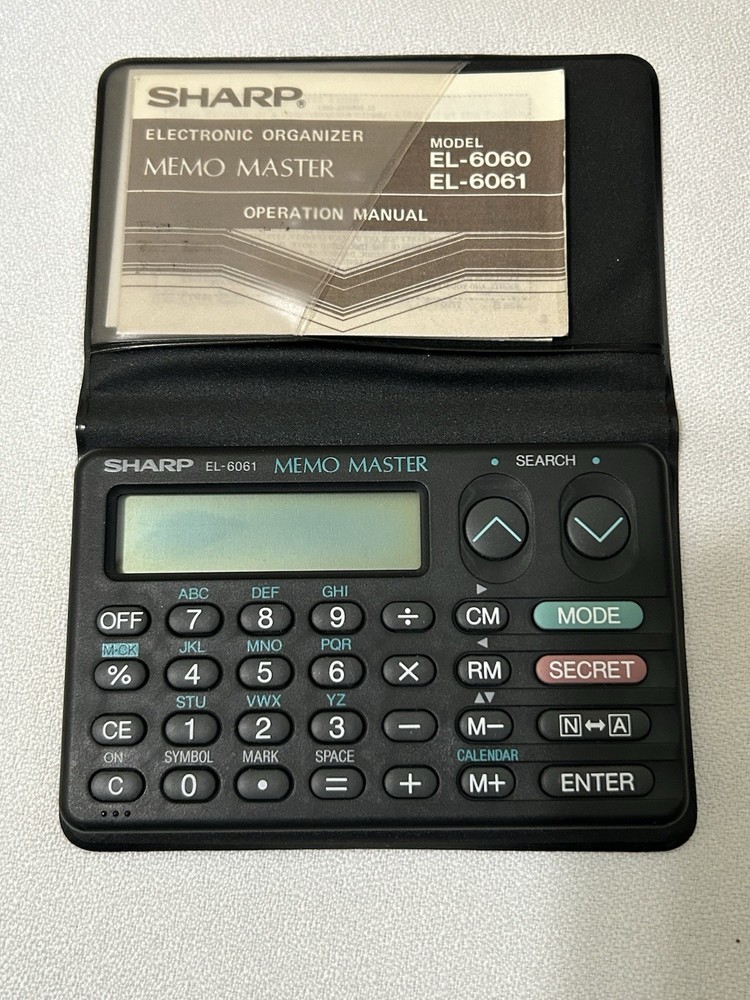 SHARP®
ELECTRONIC ORGANIZER
MEMO MASTER
MODEL
EL-6060
EL-6061
OPERATION MANUAL
SHARP EL-6061 MEMO MASTER
• SEARCH •
ABC DEF GHI ▶
OFF 7 8 9 ÷ CM MODE
M·CK JKL MNO PQR ◀
% 4 5 6 × RM SECRET
STU VWX YZ ▲▼
CE 1 2 3 − M− N↔A
ON SYMBOL MARK SPACE CALENDAR
C 0 • = + M+ ENTER